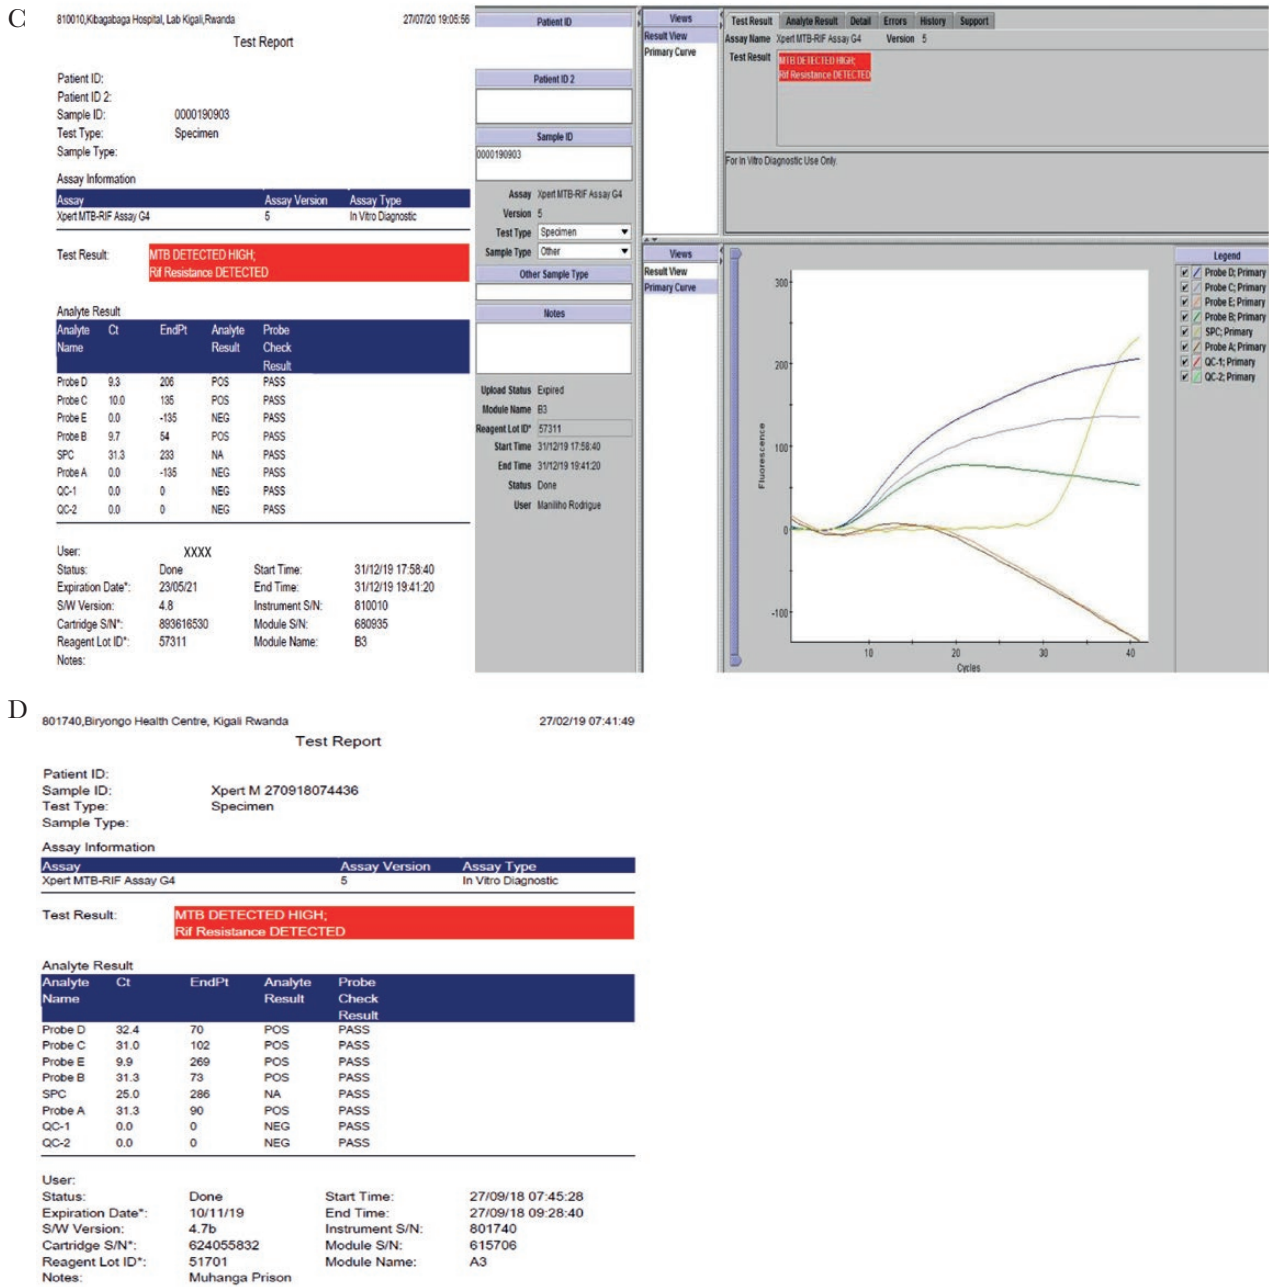 C
810010,Kibagabaga Hospital, Lab Kigali,Rwanda 27/07/20 19:05:56
Test Report
Patient ID:
Patient ID 2:
Sample ID: 0000190903
Test Type: Specimen
Sample Type:
Assay Information
Assay Assay Version Assay Type
Xpert MTB-RIF Assay G4 5 In Vitro Diagnostic
Test Result: MTB DETECTED HIGH;
Rif Resistance DETECTED
Analyte Result
Analyte Ct EndPt Analyte Probe
Name Result Check
Result
Probe D 9.3 206 POS PASS
Probe C 10.0 135 POS PASS
Probe E 0.0 -135 NEG PASS
Probe B 9.7 54 POS PASS
SPC 31.3 233 NA PASS
Probe A 0.0 -135 NEG PASS
QC-1 0.0 0 NEG PASS
QC-2 0.0 0 NEG PASS
User: XXXX
Status: Done Start Time: 31/12/19 17:58:40
Expiration Date*: 23/05/21 End Time: 31/12/19 19:41:20
S/W Version: 4.8 Instrument S/N: 810010
Cartridge S/N*: 893616530 Module S/N: 680935
Reagent Lot ID*: 57311 Module Name: B3
Notes:
Patient ID
Patient ID 2
Sample ID
0000190903
Assay Xpert MTB-RIF Assay G4
Version 5
Test Type Specimen
Sample Type Other
Other Sample Type
Notes
Upload Status Expired
Module Name B3
Reagent Lot ID* 57311
Start Time 31/12/19 17:58:40
End Time 31/12/19 19:41:20
Status Done
User Maniliho Rodrigue
Views
Result View
Primary Curve
Test Result Analyte Result Detail Errors History Support
Assay Name Xpert MTB-RIF Assay G4 Version 5
Test Result MTB DETECTED HIGH;
Rif Resistance DETECTED
For In Vitro Diagnostic Use Only.
Views
Result View
Primary Curve
300
200
100
0
-100
Fluorescence
10 20 30 40
Cycles
Legend
Probe D; Primary
Probe C; Primary
Probe E; Primary
Probe B; Primary
SPC; Primary
Probe A; Primary
QC-1; Primary
QC-2; Primary
D
801740,Biryongo Health Centre, Kigali Rwanda 27/02/19 07:41:49
Test Report
Patient ID:
Sample ID: Xpert M 270918074436
Test Type: Specimen
Sample Type:
Assay Information
Assay Assay Version Assay Type
Xpert MTB-RIF Assay G4 5 In Vitro Diagnostic
Test Result: MTB DETECTED HIGH;
Rif Resistance DETECTED
Analyte Result
Analyte Ct EndPt Analyte Probe
Name Result Check
Result
Probe D 32.4 70 POS PASS
Probe C 31.0 102 POS PASS
Probe E 9.9 269 POS PASS
Probe B 31.3 73 POS PASS
SPC 25.0 286 NA PASS
Probe A 31.3 90 POS PASS
QC-1 0.0 0 NEG PASS
QC-2 0.0 0 NEG PASS
User:
Status: Done Start Time: 27/09/18 07:45:28
Expiration Date*: 10/11/19 End Time: 27/09/18 09:28:40
S/W Version: 4.7b Instrument S/N: 801740
Cartridge S/N*: 624055832 Module S/N: 615706
Reagent Lot ID*: 51701 Module Name: A3
Notes: Muhanga Prison